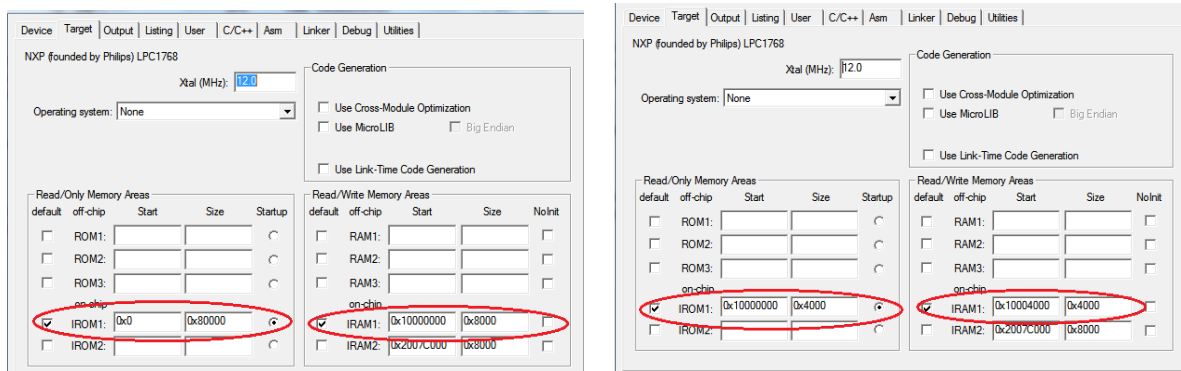 Device Target Output Listing User C/C++ Asm Linker Debug Utilities
NXP (founded by Philips) LPC1768
Xtal (MHz): 12.0
Operating system: None
Code Generation
Use Cross-Module Optimization
Use MicroLIB Big Endian
Use Link-Time Code Generation
Read/Only Memory Areas
default off-chip Start Size Startup
ROM1:
ROM2:
ROM3:
on-chip
IROM1: 0x0 0x80000
IROM2:
Read/Write Memory Areas
default off-chip Start Size NoInit
RAM1:
RAM2:
RAM3:
on-chip
IRAM1: 0x10000000 0x8000
IRAM2: 0x2007C000 0x8000
Device Target Output Listing User C/C++ Asm Linker Debug Utilities
NXP (founded by Philips) LPC1768
Xtal (MHz): 12.0
Operating system: None
Code Generation
Use Cross-Module Optimization
Use MicroLIB Big Endian
Use Link-Time Code Generation
Read/Only Memory Areas
default off-chip Start Size Startup
ROM1:
ROM2:
ROM3:
on-chip
IROM1: 0x10000000 0x4000
IROM2:
Read/Write Memory Areas
default off-chip Start Size NoInit
RAM1:
RAM2:
RAM3:
on-chip
IRAM1: 0x10004000 0x4000
IRAM2: 0x2007C000 0x8000